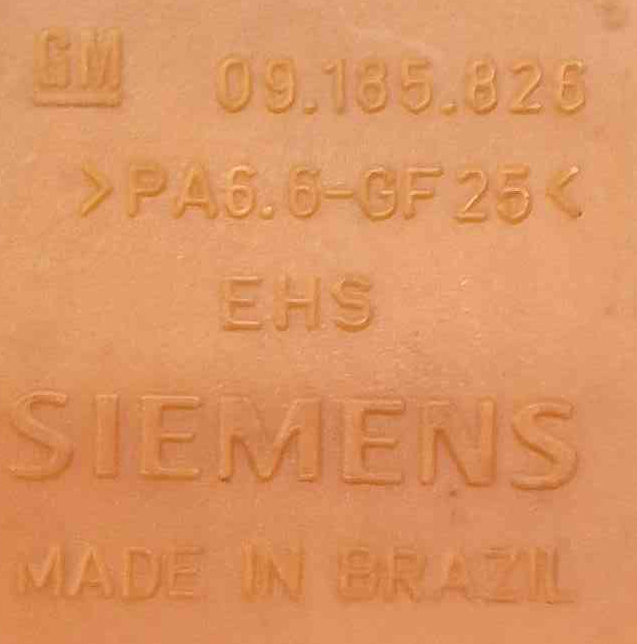 GM 09.185.826
>PA6.6-GF25<
EHS
SIEMENS
MADE IN BRAZIL